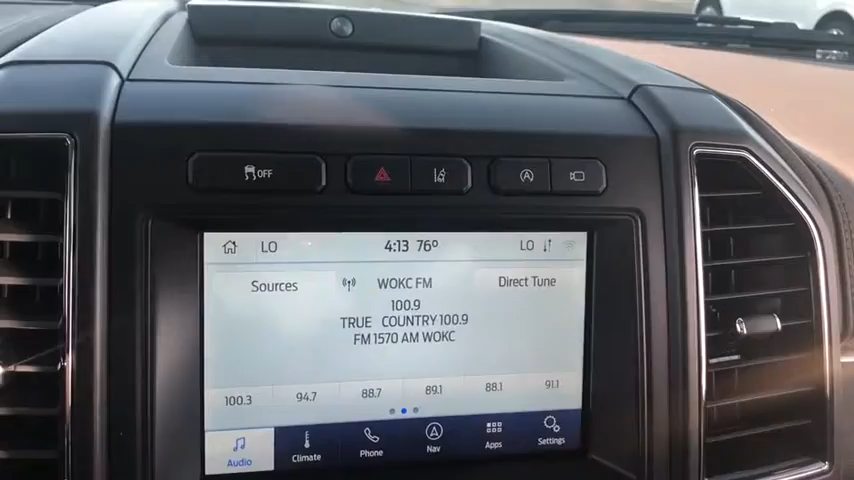 OFF
A
LO 4:13 76° LO
Sources WOKC FM Direct Tune
100.9
TRUE COUNTRY 100.9
FM 1570 AM WOKC
100.3 94.7 88.7 89.1 88.1 91.1
Audio Climate Phone Nav Apps Settings